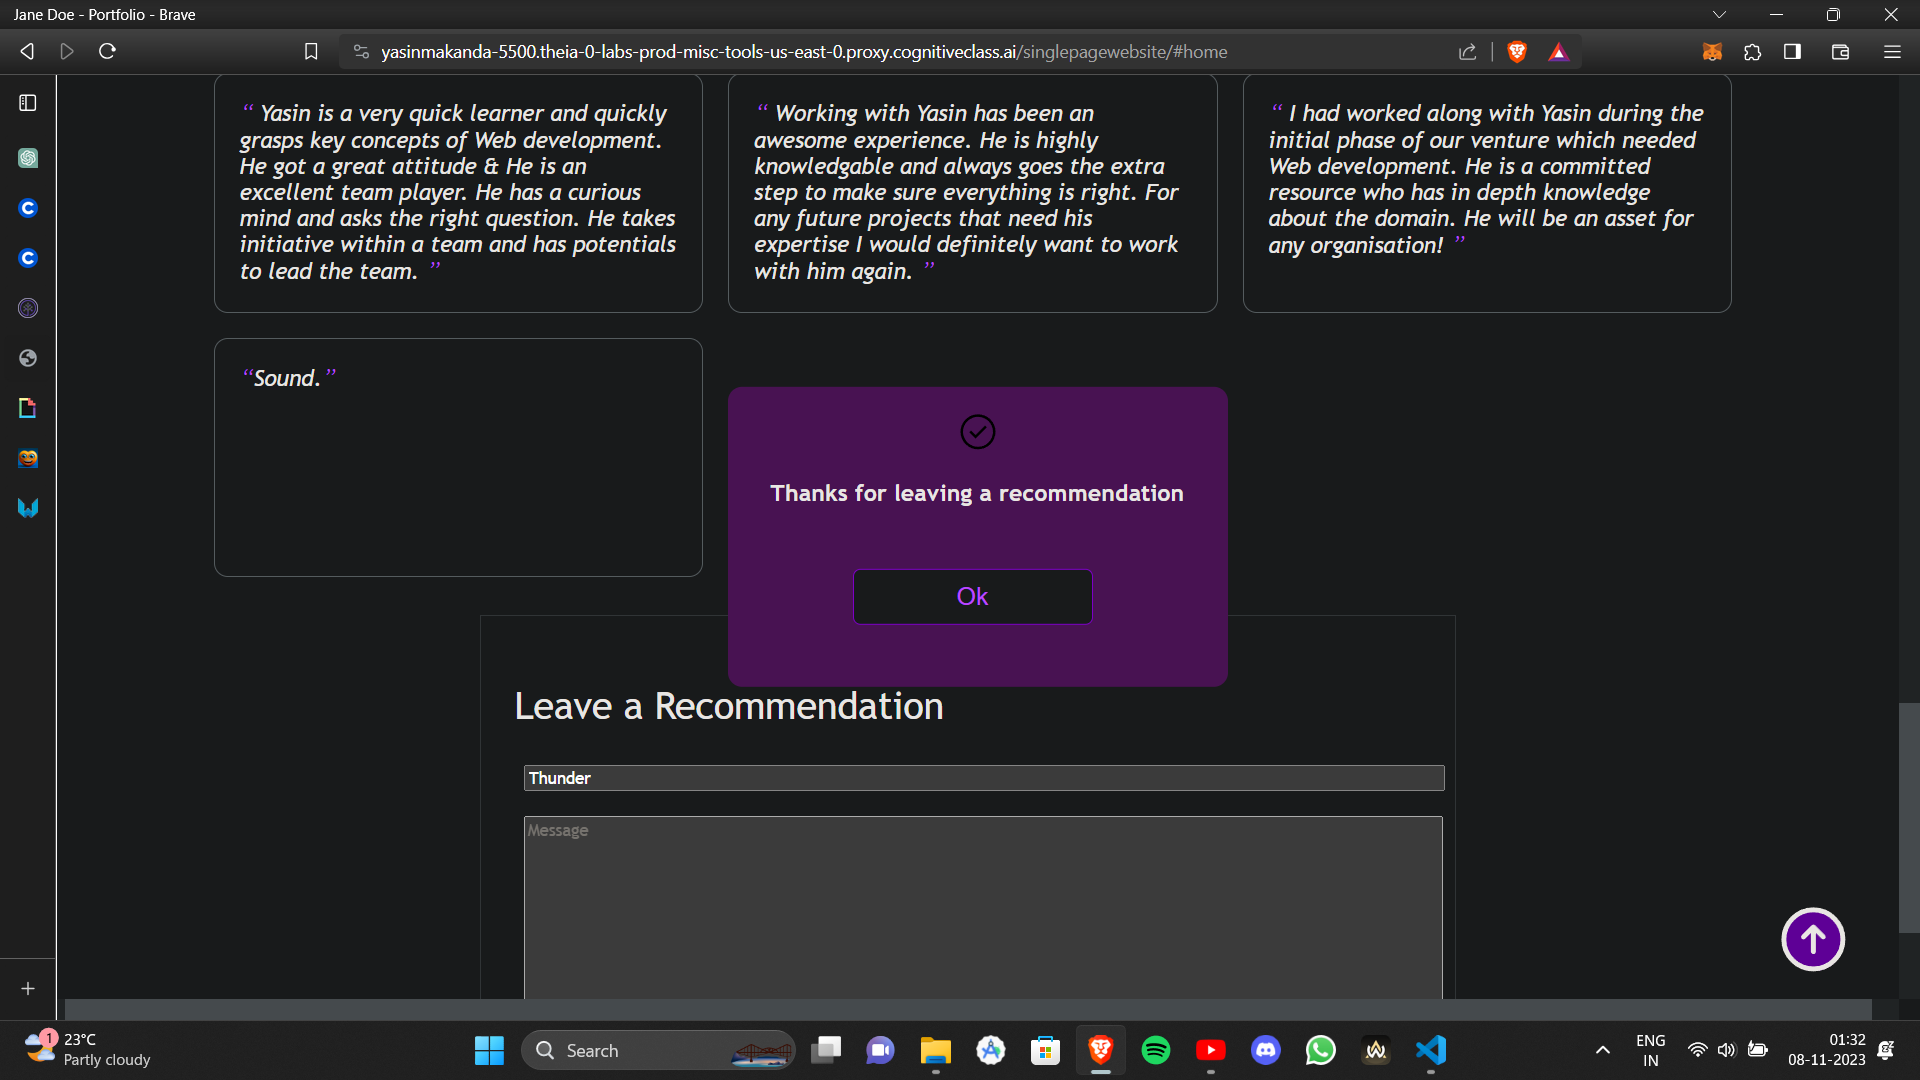 Jane Doe - Portfolio - Brave
yasinmakanda-5500.theia-0-labs-prod-misc-tools-us-east-0.proxy.cognitiveclass.ai/singlepagewebsite/#home
“ Yasin is a very quick learner and quickly
grasps key concepts of Web development.
He got a great attitude & He is an
excellent team player. He has a curious
mind and asks the right question. He takes
initiative within a team and has potentials
to lead the team. ”
“ Working with Yasin has been an
awesome experience. He is highly
knowledgable and always goes the extra
step to make sure everything is right. For
any future projects that need his
expertise I would definitely want to work
with him again. ”
“ I had worked along with Yasin during the
initial phase of our venture which needed
Web development. He is a committed
resource who has in depth knowledge
about the domain. He will be an asset for
any organisation! ”
“Sound. ”
Thanks for leaving a recommendation
Ok
Leave a Recommendation
Thunder
Message
1
23°C
Partly cloudy
Search
ENG
IN
01:32
08-11-2023